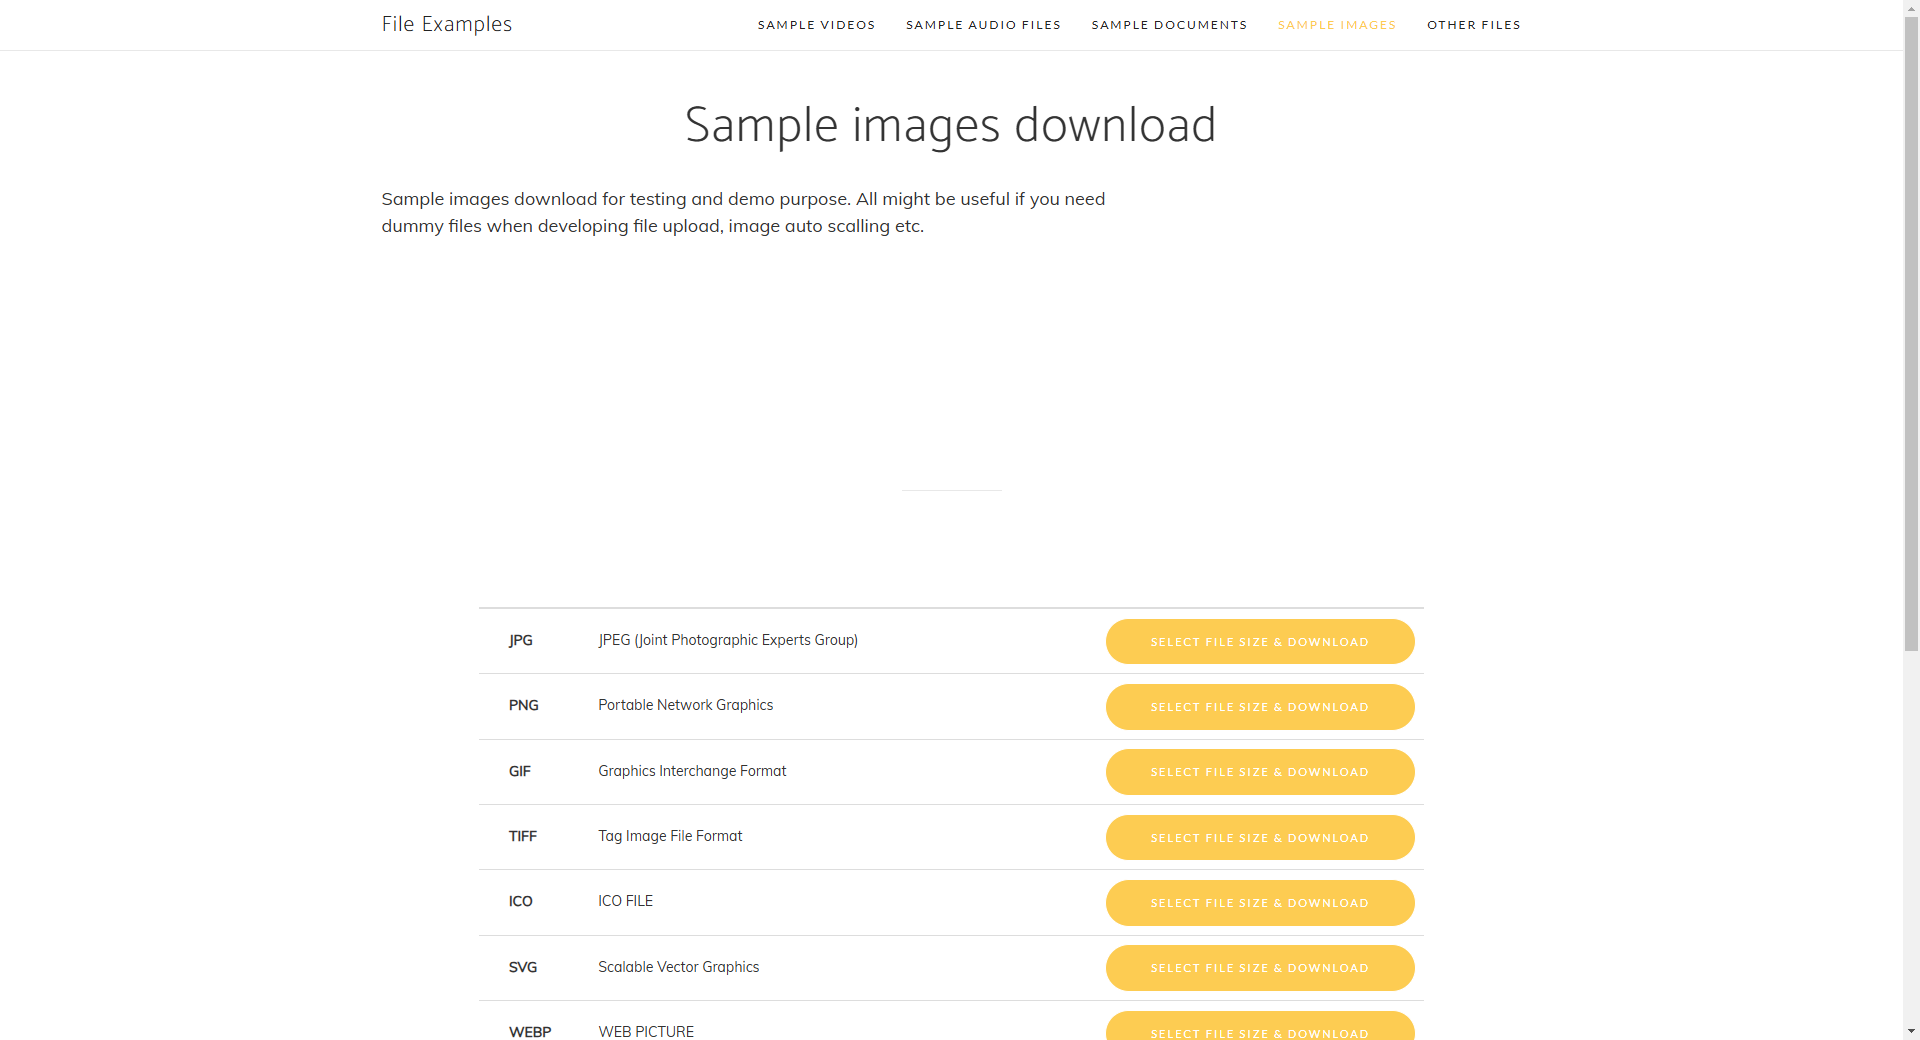 File Examples
SAMPLE VIDEOS
SAMPLE AUDIO FILES
SAMPLE DOCUMENTS
SAMPLE IMAGES
OTHER FILES
Sample images download
Sample images download for testing and demo purpose. All might be useful if you need
dummy files when developing file upload, image auto scalling etc.
JPG JPEG (Joint Photographic Experts Group) SELECT FILE SIZE & DOWNLOAD
PNG Portable Network Graphics SELECT FILE SIZE & DOWNLOAD
GIF Graphics Interchange Format SELECT FILE SIZE & DOWNLOAD
TIFF Tag Image File Format SELECT FILE SIZE & DOWNLOAD
ICO ICO FILE SELECT FILE SIZE & DOWNLOAD
SVG Scalable Vector Graphics SELECT FILE SIZE & DOWNLOAD
WEBP WEB PICTURE SELECT FILE SIZE & DOWNLOAD